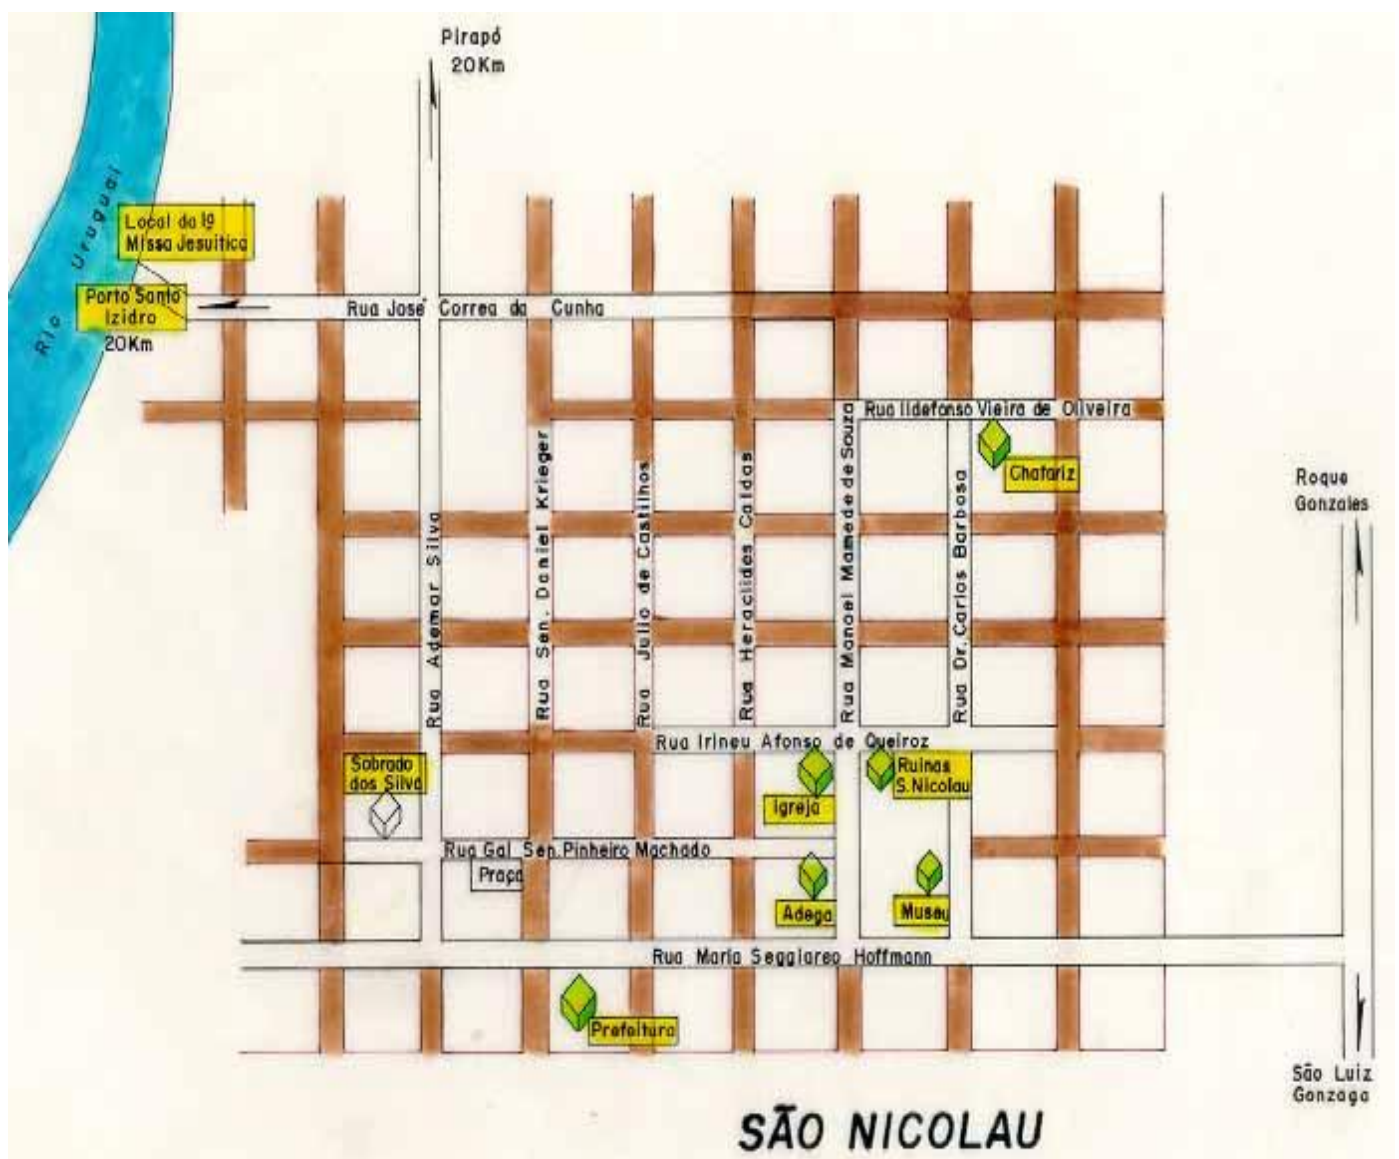 Pirapó
20Km
Rio Uruguai
Local da 1ª
Missa Jesuitica
Porto Santo
Izidro
20Km
Rua José Correa da Cunha
Rua Ildefonso Vieira de Oliveira
Chafariz
Roque
Gonzales
Rua Ademar Silva
Rua Sen. Daniel Krieger
Rua Julio de Castilhos
Rua Heraclides Caldas
Rua Manoel Mamede de Souza
Rua Dr. Carlos Barbosa
Rua Irineu Afonso de Queiroz
Sobrado
dos Silva
Igreja
Ruinas
S. Nicolau
Rua Gal Sen. Pinheiro Machado
Praça
Adega
Museu
Rua Maria Seggiareo Hoffmann
Prefeitura
São Luiz
Gonzaga
SÃO NICOLAU